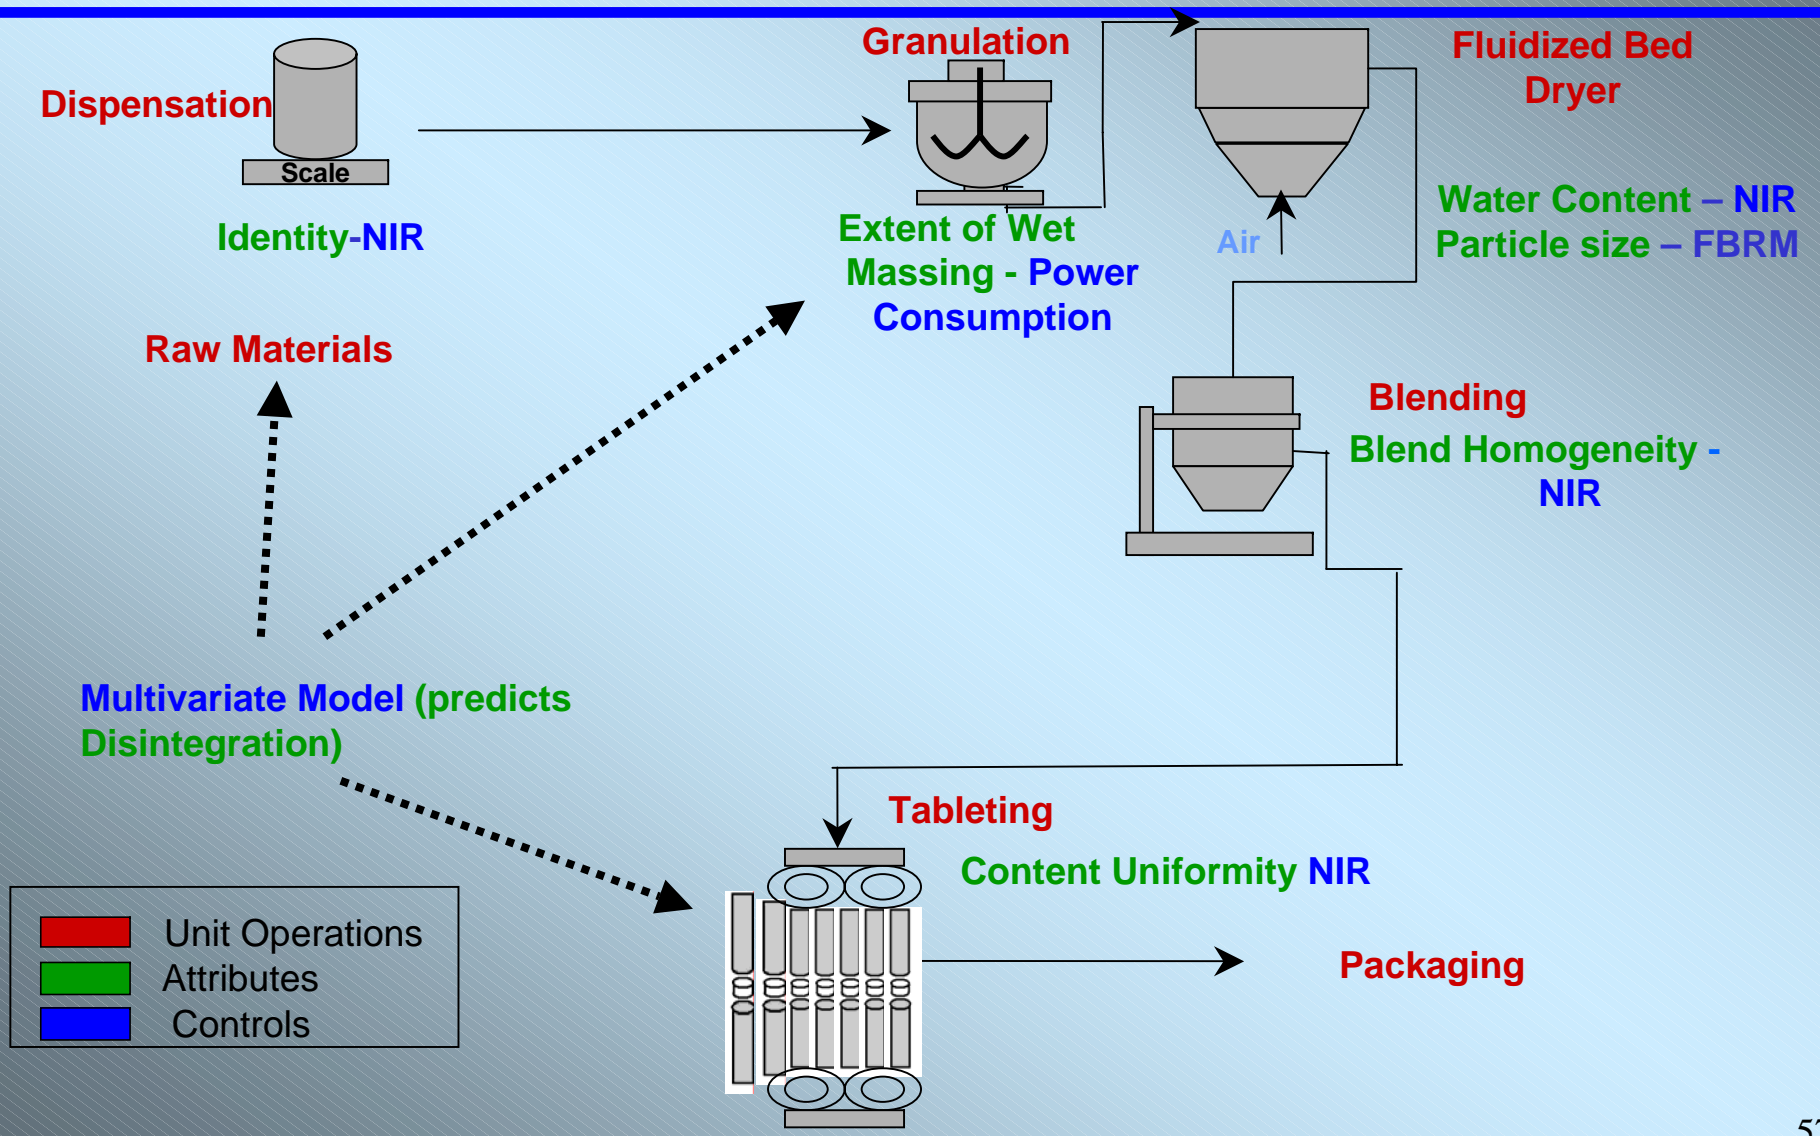 Granulation
Fluidized Bed
Dryer
Dispensation
Scale
Identity-NIR
Extent of Wet
Massing - Power
Consumption
Air
Water Content – NIR
Particle size – FBRM
Raw Materials
Blending
Blend Homogeneity -
NIR
Multivariate Model (predicts
Disintegration)
Tableting
Content Uniformity NIR
Packaging
Unit Operations
Attributes
Controls